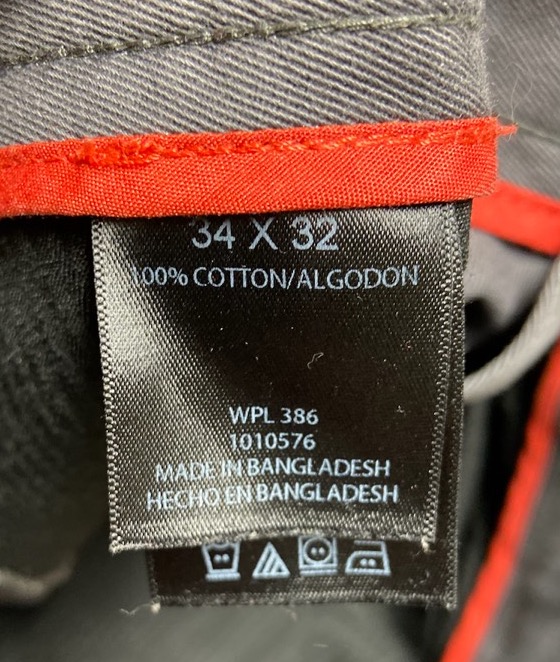 34 X 32
100% COTTON/ALGODON
WPL 386
1010576
MADE IN BANGLADESH
HECHO EN BANGLADESH